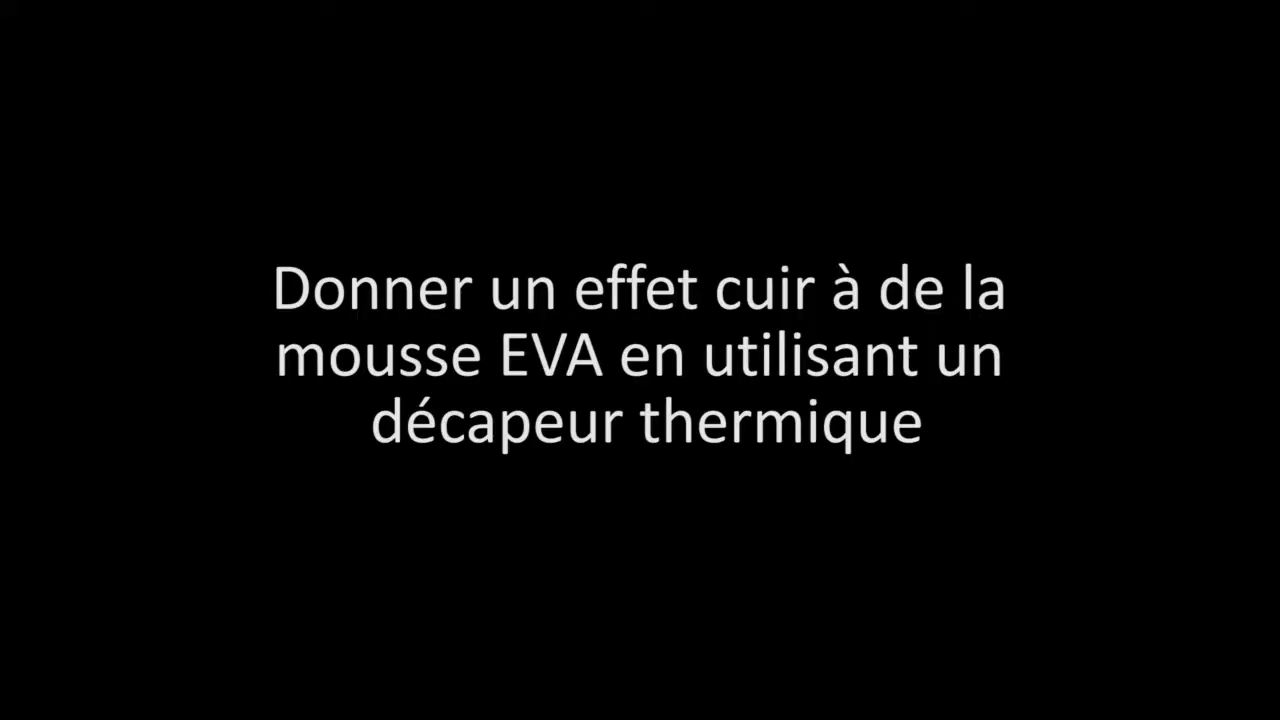 Donner un effet cuir à de la
mousse EVA en utilisant un
décapeur thermique